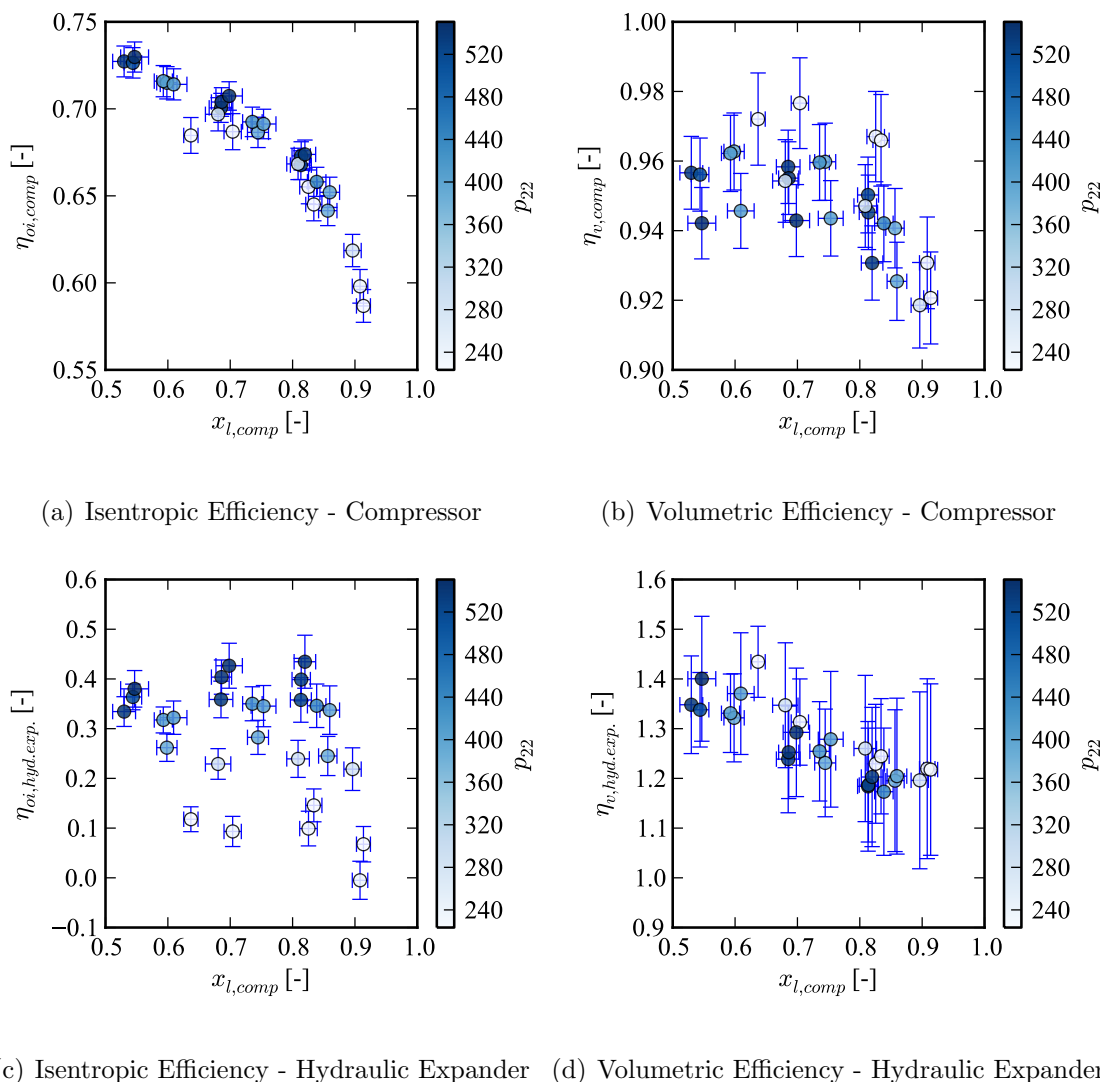 0.75
0.70
0.65
0.60
0.55
0.5 0.6 0.7 0.8 0.9 1.0
η_{oi,comp} [-]
x_{l,comp} [-]
520
480
440
400
360
320
280
240
p_{22}
(a) Isentropic Efficiency - Compressor
1.00
0.98
0.96
0.94
0.92
0.90
0.5 0.6 0.7 0.8 0.9 1.0
η_{v,comp} [-]
x_{l,comp} [-]
520
480
440
400
360
320
280
240
p_{22}
(b) Volumetric Efficiency - Compressor
0.6
0.5
0.4
0.3
0.2
0.1
0.0
−0.1
0.5 0.6 0.7 0.8 0.9 1.0
η_{oi,hyd.exp.} [-]
x_{l,comp} [-]
520
480
440
400
360
320
280
240
p_{22}
c) Isentropic Efficiency - Hydraulic Expander
1.6
1.5
1.4
1.3
1.2
1.1
1.0
0.9
0.5 0.6 0.7 0.8 0.9 1.0
η_{v,hyd.exp.} [-]
x_{l,comp} [-]
520
480
440
400
360
320
280
240
p_{22}
(d) Volumetric Efficiency - Hydraulic Expander